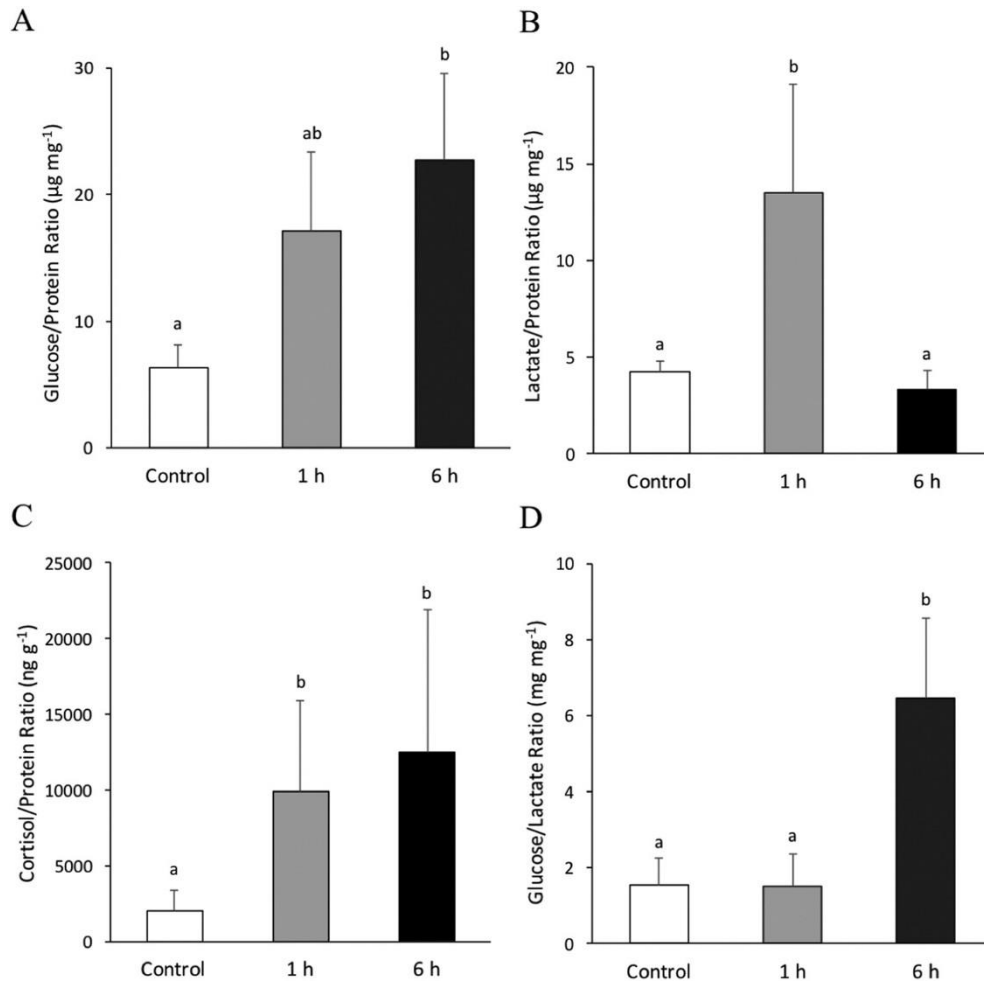 A
Glucose/Protein Ratio (µg mg⁻¹)
30
20
10
0
a
ab
b
Control 1 h 6 h
B
Lactate/Protein Ratio (µg mg⁻¹)
20
15
10
5
0
a
b
a
Control 1 h 6 h
C
Cortisol/Protein Ratio (ng g⁻¹)
25000
20000
15000
10000
5000
0
a
b
b
Control 1 h 6 h
D
Glucose/Lactate Ratio (mg mg⁻¹)
10
8
6
4
2
0
a
a
b
Control 1 h 6 h